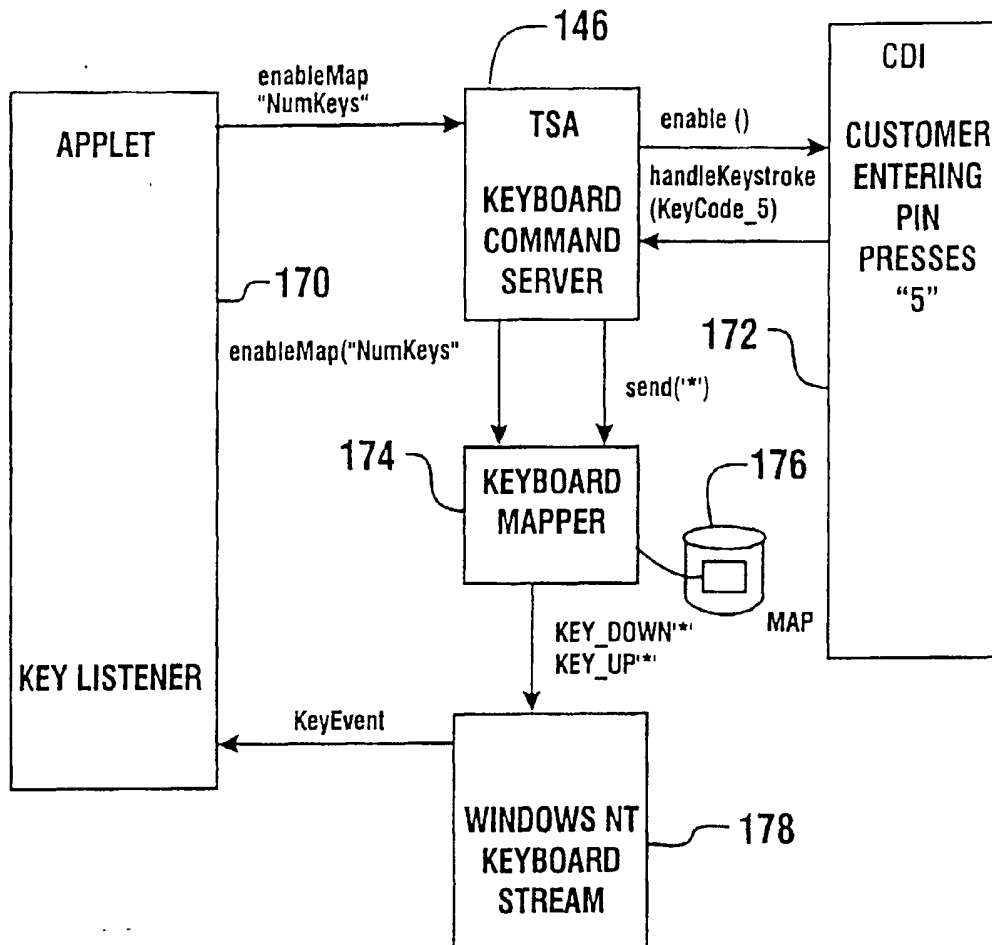 146
enableMap
"NumKeys"
APPLET
TSA
KEYBOARD
COMMAND
SERVER
enable ()
handleKeystroke
(KeyCode_5)
CDI
CUSTOMER
ENTERING
PIN
PRESSES
“5”
170
enableMap("NumKeys"
send('*')
172
174
KEYBOARD
MAPPER
176
MAP
KEY_DOWN'*'
KEY_UP'*'
KEY LISTENER
KeyEvent
WINDOWS NT
KEYBOARD
STREAM
178